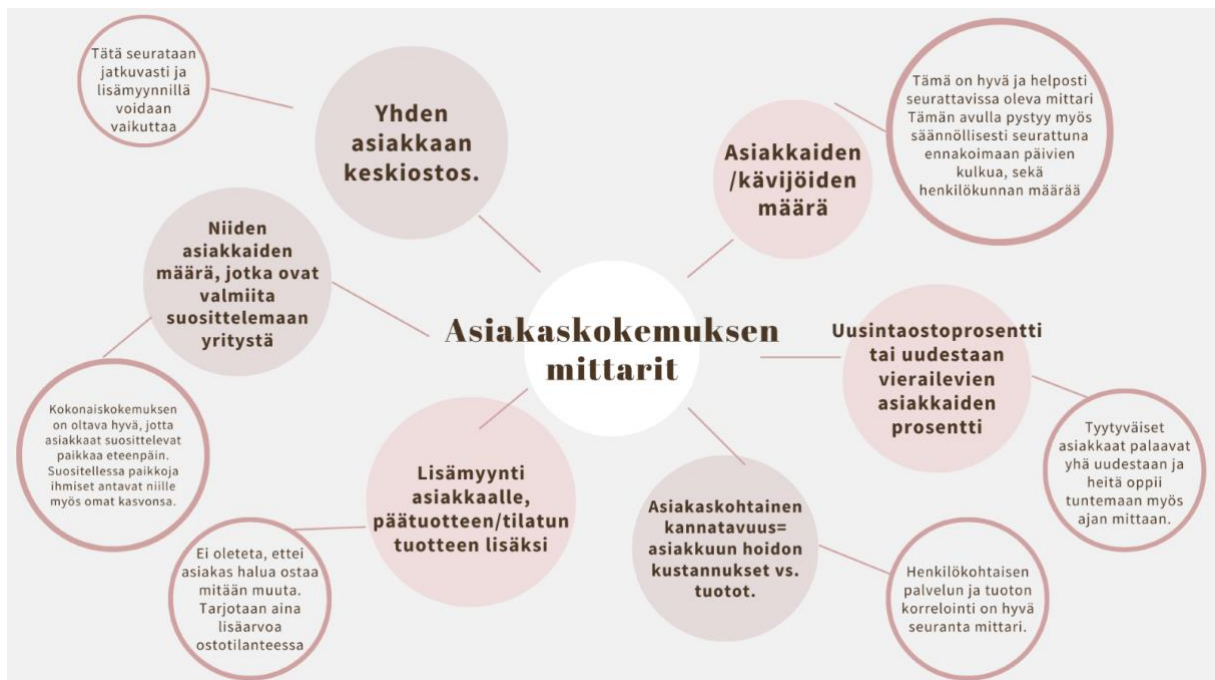 Tätä seurataan
jatkuvasti ja
lisämyynnillä
voidaan
vaikuttaa
Yhden
asiakkaan
keskiostos.
Asiakkaiden
/kävijöiden
määrä
Tämä on hyvä ja helposti
seurattavissa oleva mittari
Tämän avulla pystyy myös
säännöllisesti seurattuna
ennakoimaan päivien
kulkua, sekä
henkilökunnan määrää
Niiden
asiakkaiden
määrä, jotka ovat
valmiita
suosittelemaan
yritystä
Asiakaskokemuksen
mittarit
Uusintaostoprosentti
tai uudestaan
vierailevien
asiakkaiden
prosentti
Kokonaiskokemuksen
on oltava hyvä, jotta
asiakkaat suosittelevat
paikkaa eteenpäin.
Suositellessa paikkoja
ihmiset antavat niille
myös omat kasvonsa.
Lisämyynti
asiakkaalle,
päätuotteen/tilatun
tuotteen lisäksi
Asiakaskohtainen
kannatavuus=
asiakkuun hoidon
kustannukset vs.
tuotot.
Tyytyväiset
asiakkaat palaavat
yhä uudestaan ja
heitä oppii
tuntemaan myös
ajan mittaan.
Ei oleteta, ettei
asiakas halua ostaa
mitään muuta.
Tarjotaan aina
lisäarvoa
ostotilanteessa
Henkilökohtaisen
palvelun ja tuoton
korrelointi on hyvä
seuranta mittari.